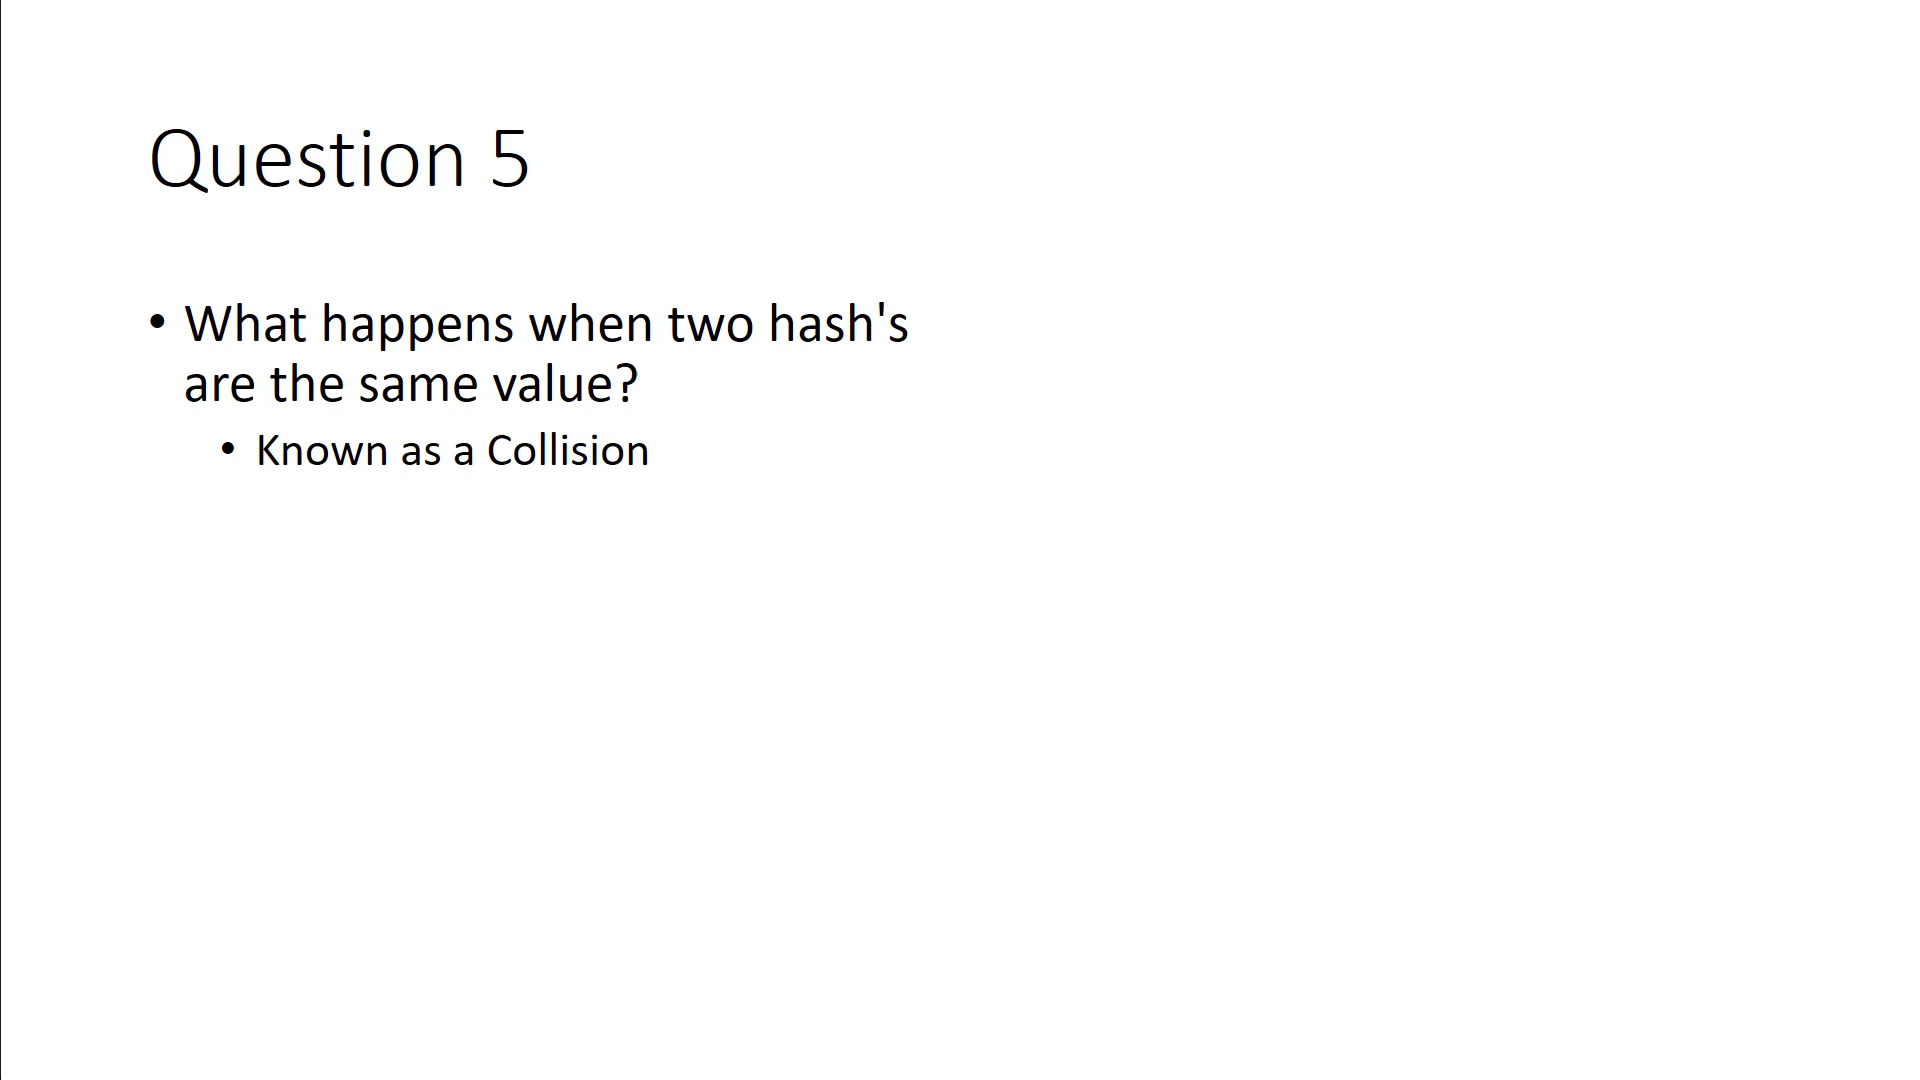 Question 5
• What happens when two hash's
are the same value?
• Known as a Collision